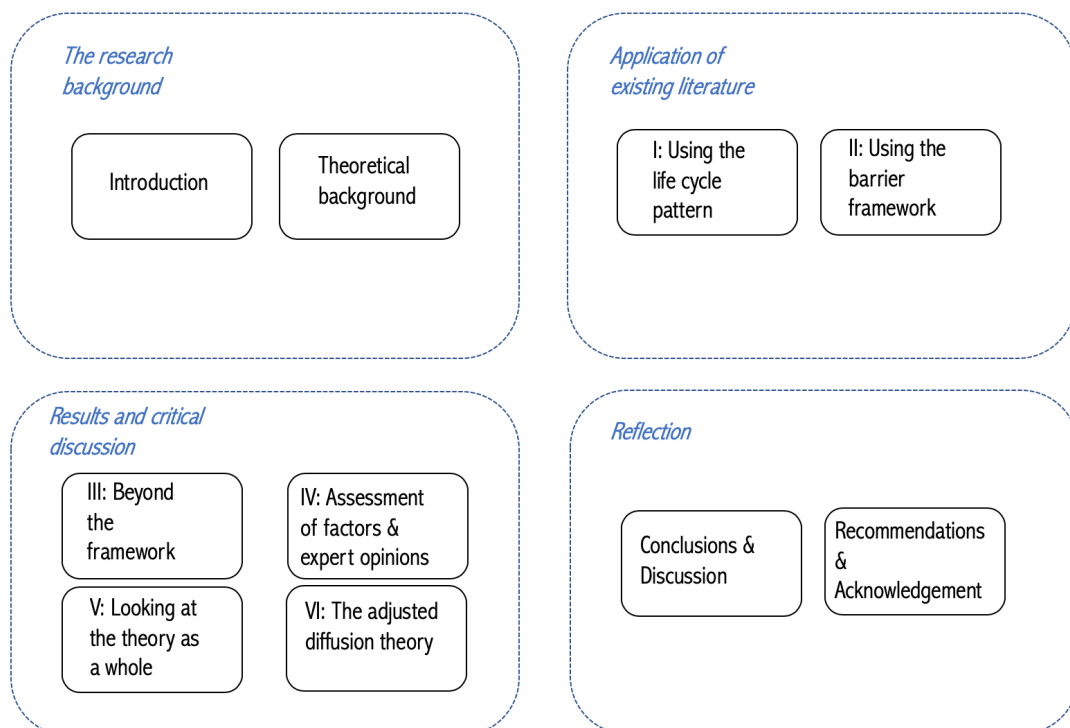 The research
background
Introduction
Theoretical
background
Application of
existing literature
I: Using the
life cycle
pattern
II: Using the
barrier
framework
Results and critical
discussion
III: Beyond
the
framework
IV: Assessment
of factors &
expert opinions
V: Looking at
the theory as
a whole
VI: The adjusted
diffusion theory
Reflection
Conclusions &
Discussion
Recommendations
&
Acknowledgement